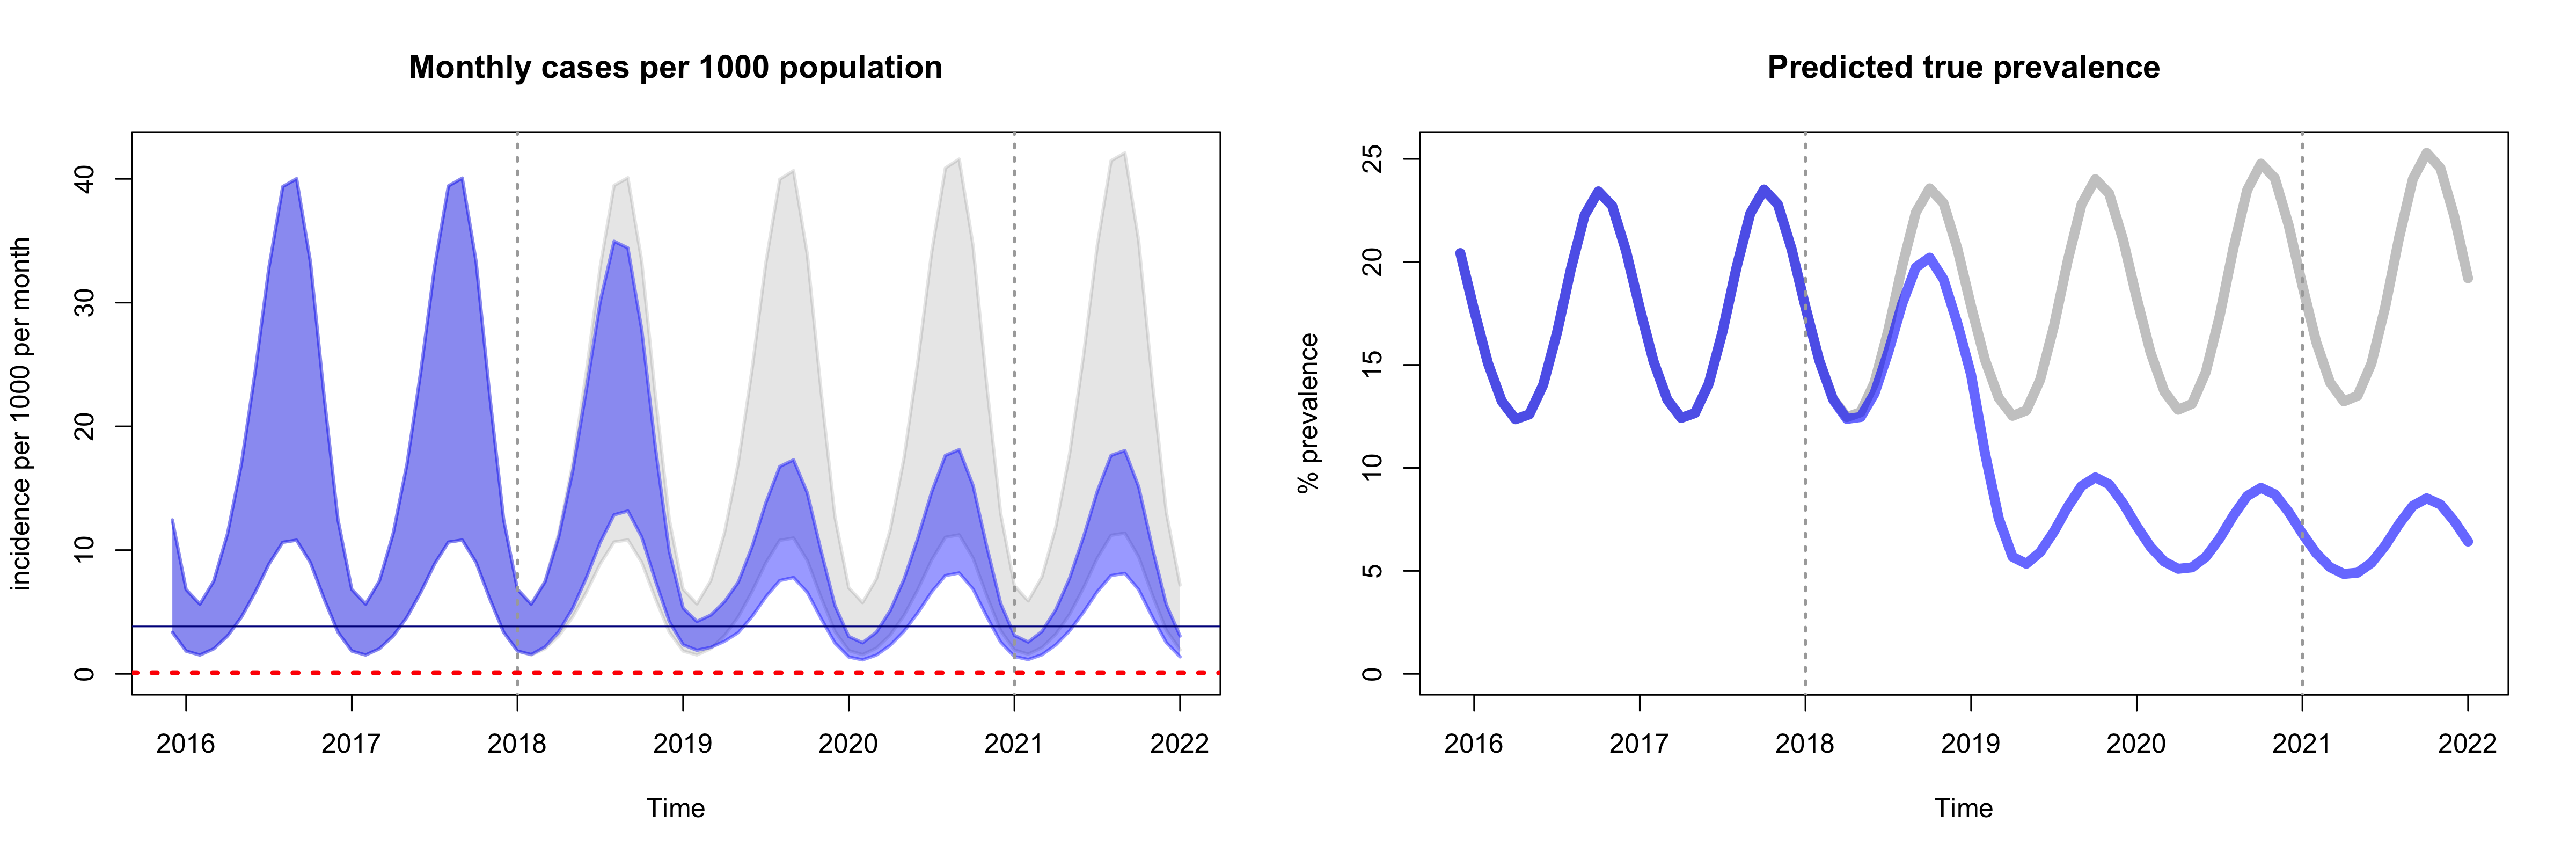 Monthly cases per 1000 population
incidence per 1000 per month
40
30
20
10
0
2016 2017 2018 2019 2020 2021 2022
Time
Predicted true prevalence
% prevalence
25
20
15
10
5
0
2016 2017 2018 2019 2020 2021 2022
Time